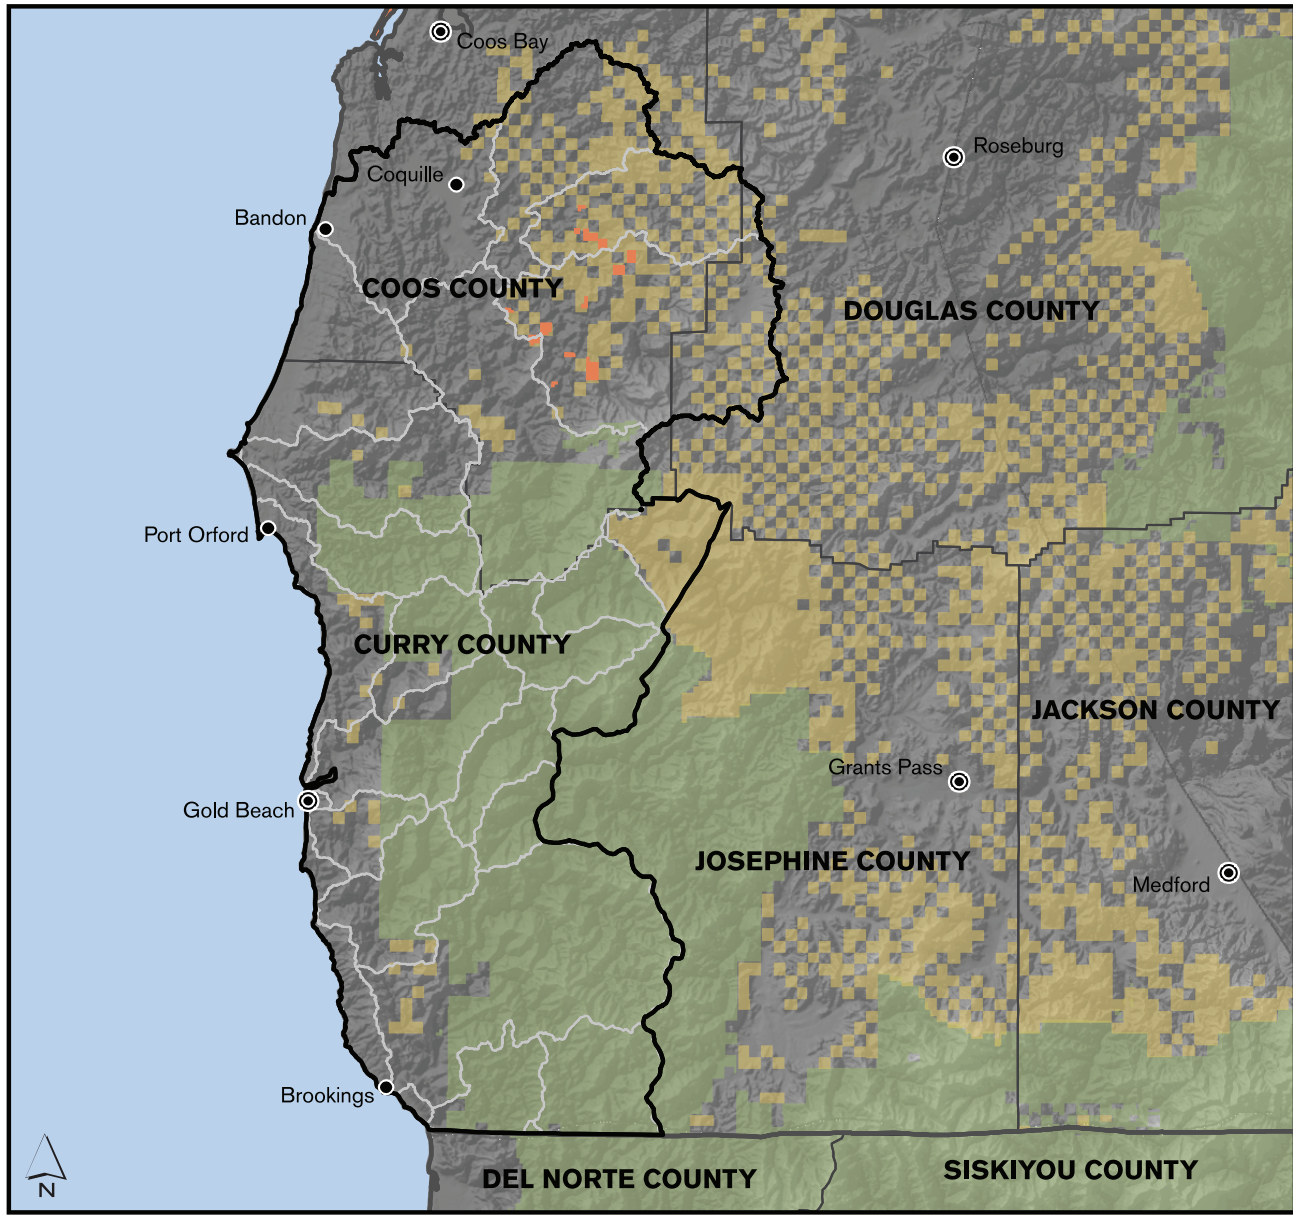 Coos Bay
Roseburg
Coquille
Bandon
COOS COUNTY
DOUGLAS COUNTY
Port Orford
CURRY COUNTY
JACKSON COUNTY
Grants Pass
Gold Beach
JOSEPHINE COUNTY
Medford
Brookings
DEL NORTE COUNTY
SISKIYOU COUNTY
N